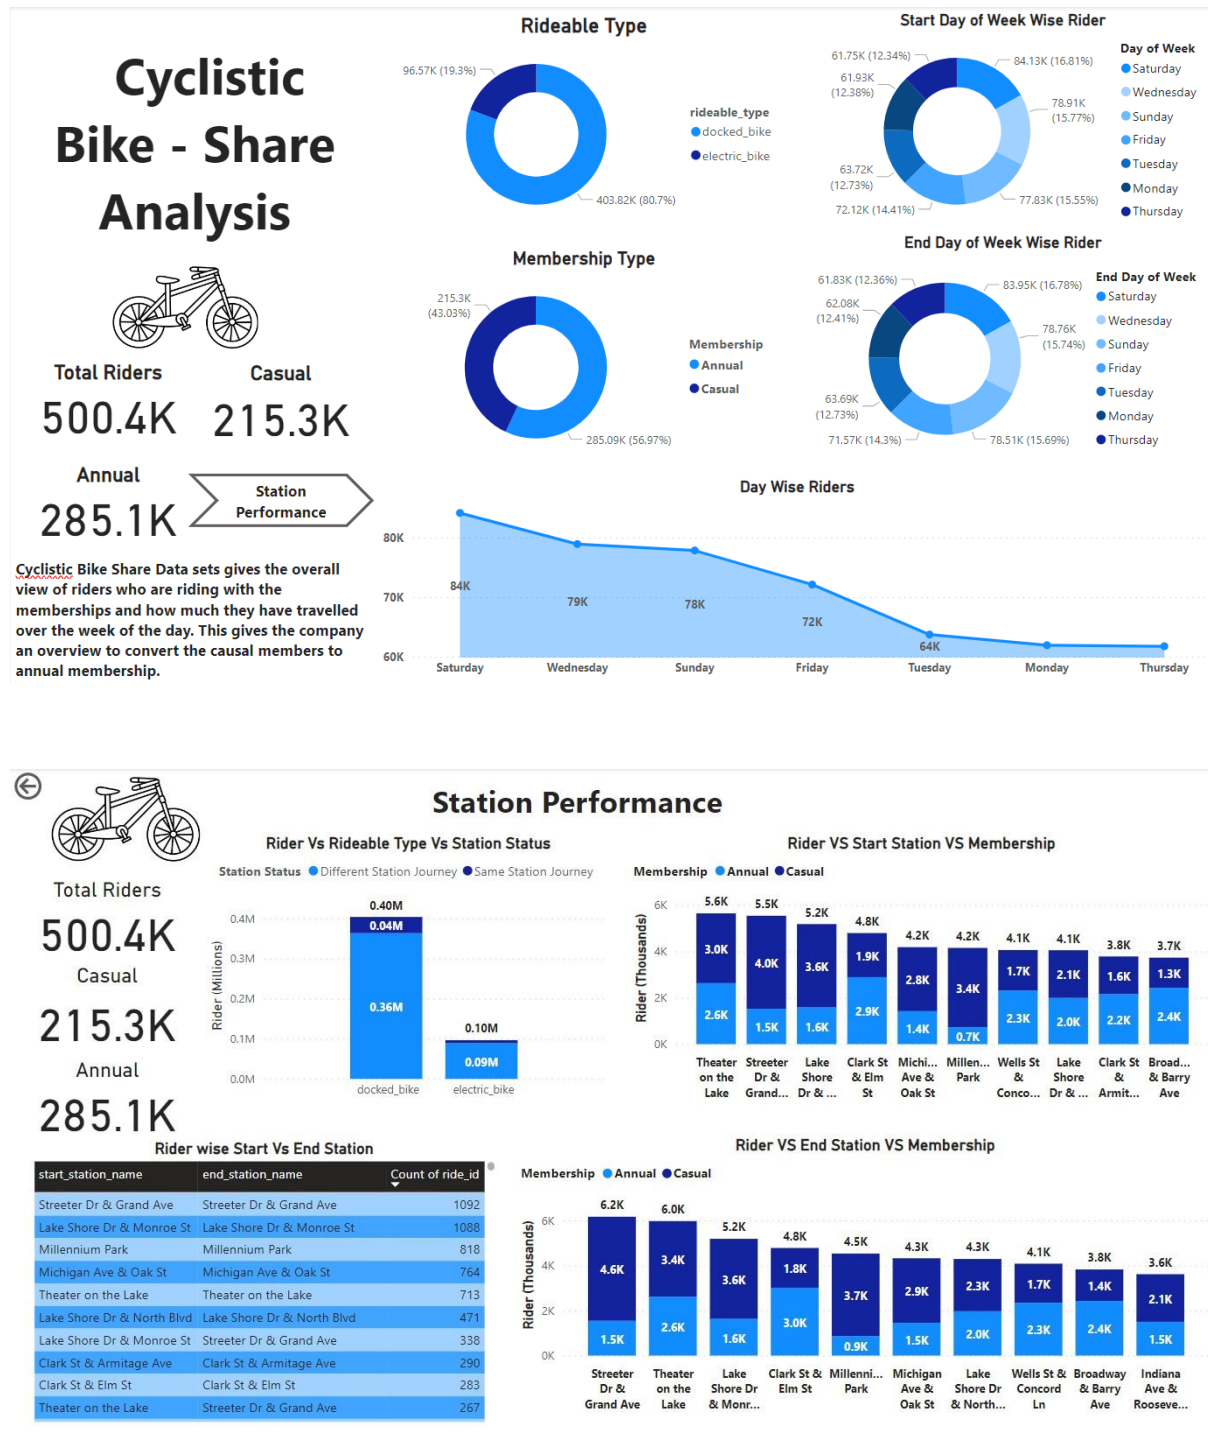 Cyclistic
Bike - Share
Analysis
Total Riders
500.4K
Casual
215.3K
Annual
285.1K
Station
Performance
Cyclistic Bike Share Data sets gives the overall
view of riders who are riding with the
memberships and how much they have travelled
over the week of the day. This gives the company
an overview to convert the causal members to
annual membership.
Rideable Type
96.57K (19.3%)
403.82K (80.7%)
rideable_type
docked_bike
electric_bike
Start Day of Week Wise Rider
61.75K (12.34%)
84.13K (16.81%)
61.93K
(12.38%)
78.91K
(15.77%)
63.72K
(12.73%)
72.12K (14.41%)
77.83K (15.55%)
Day of Week
Saturday
Wednesday
Sunday
Friday
Tuesday
Monday
Thursday
Membership Type
215.3K
(43.03%)
285.09K (56.97%)
Membership
Annual
Casual
End Day of Week Wise Rider
61.83K (12.36%)
83.95K (16.78%)
62.08K
(12.41%)
78.76K
(15.74%)
63.69K
(12.73%)
71.57K (14.3%)
78.51K (15.69%)
End Day of Week
Saturday
Wednesday
Sunday
Friday
Tuesday
Monday
Thursday
Day Wise Riders
80K
70K
60K
84K
79K
78K
72K
64K
Saturday
Wednesday
Sunday
Friday
Tuesday
Monday
Thursday
Station Performance
Total Riders
500.4K
Casual
215.3K
Annual
285.1K
Rider Vs Rideable Type Vs Station Status
Station Status Different Station Journey Same Station Journey
Rider (Millions)
0.4M
0.3M
0.2M
0.1M
0.0M
0.40M
0.04M
0.36M
0.10M
0.09M
docked_bike
electric_bike
Rider VS Start Station VS Membership
Membership Annual Casual
Rider (Thousands)
6K
4K
2K
0K
5.6K 5.5K 5.2K 4.8K 4.2K 4.2K 4.1K 4.1K 3.8K 3.7K
3.0K 4.0K 3.6K 1.9K 2.8K 3.4K 1.7K 2.1K 1.6K 1.3K
2.6K 1.5K 1.6K 2.9K 1.4K 0.7K 2.3K 2.0K 2.2K 2.4K
Theater Streeter Lake Clark St Michi... Millen... Wells St Lake Clark St Broad...
on the Dr & Shore & Elm Ave & Park & Shore & & Barry
Lake Grand... Dr & ... St Oak St Conco... Dr & ... Armit... Ave
Rider wise Start Vs End Station
start_station_name end_station_name Count of ride_id
Streeter Dr & Grand Ave Streeter Dr & Grand Ave 1092
Lake Shore Dr & Monroe St Lake Shore Dr & Monroe St 1088
Millennium Park Millennium Park 818
Michigan Ave & Oak St Michigan Ave & Oak St 764
Theater on the Lake Theater on the Lake 713
Lake Shore Dr & North Blvd Lake Shore Dr & North Blvd 471
Lake Shore Dr & Monroe St Streeter Dr & Grand Ave 338
Clark St & Armitage Ave Clark St & Armitage Ave 290
Clark St & Elm St Clark St & Elm St 283
Theater on the Lake Streeter Dr & Grand Ave 267
Rider VS End Station VS Membership
Membership Annual Casual
Rider (Thousands)
6K
4K
2K
0K
6.2K 6.0K 5.2K 4.8K 4.5K 4.3K 4.3K 4.1K 3.8K 3.6K
4.6K 3.4K 3.6K 1.8K 3.7K 2.9K 2.3K 1.7K 1.4K 2.1K
1.5K 2.6K 1.6K 3.0K 0.9K 1.5K 2.0K 2.3K 2.4K 1.5K
Streeter Theater Lake Clark St & Millenni... Michigan Lake Wells St & Broadway Indiana
Dr & on the Shore Dr Elm St Park Ave & Shore Dr Concord & Barry Ave &
Grand Ave Lake & Monr... Oak St & North... Ln Ave Rooseve...